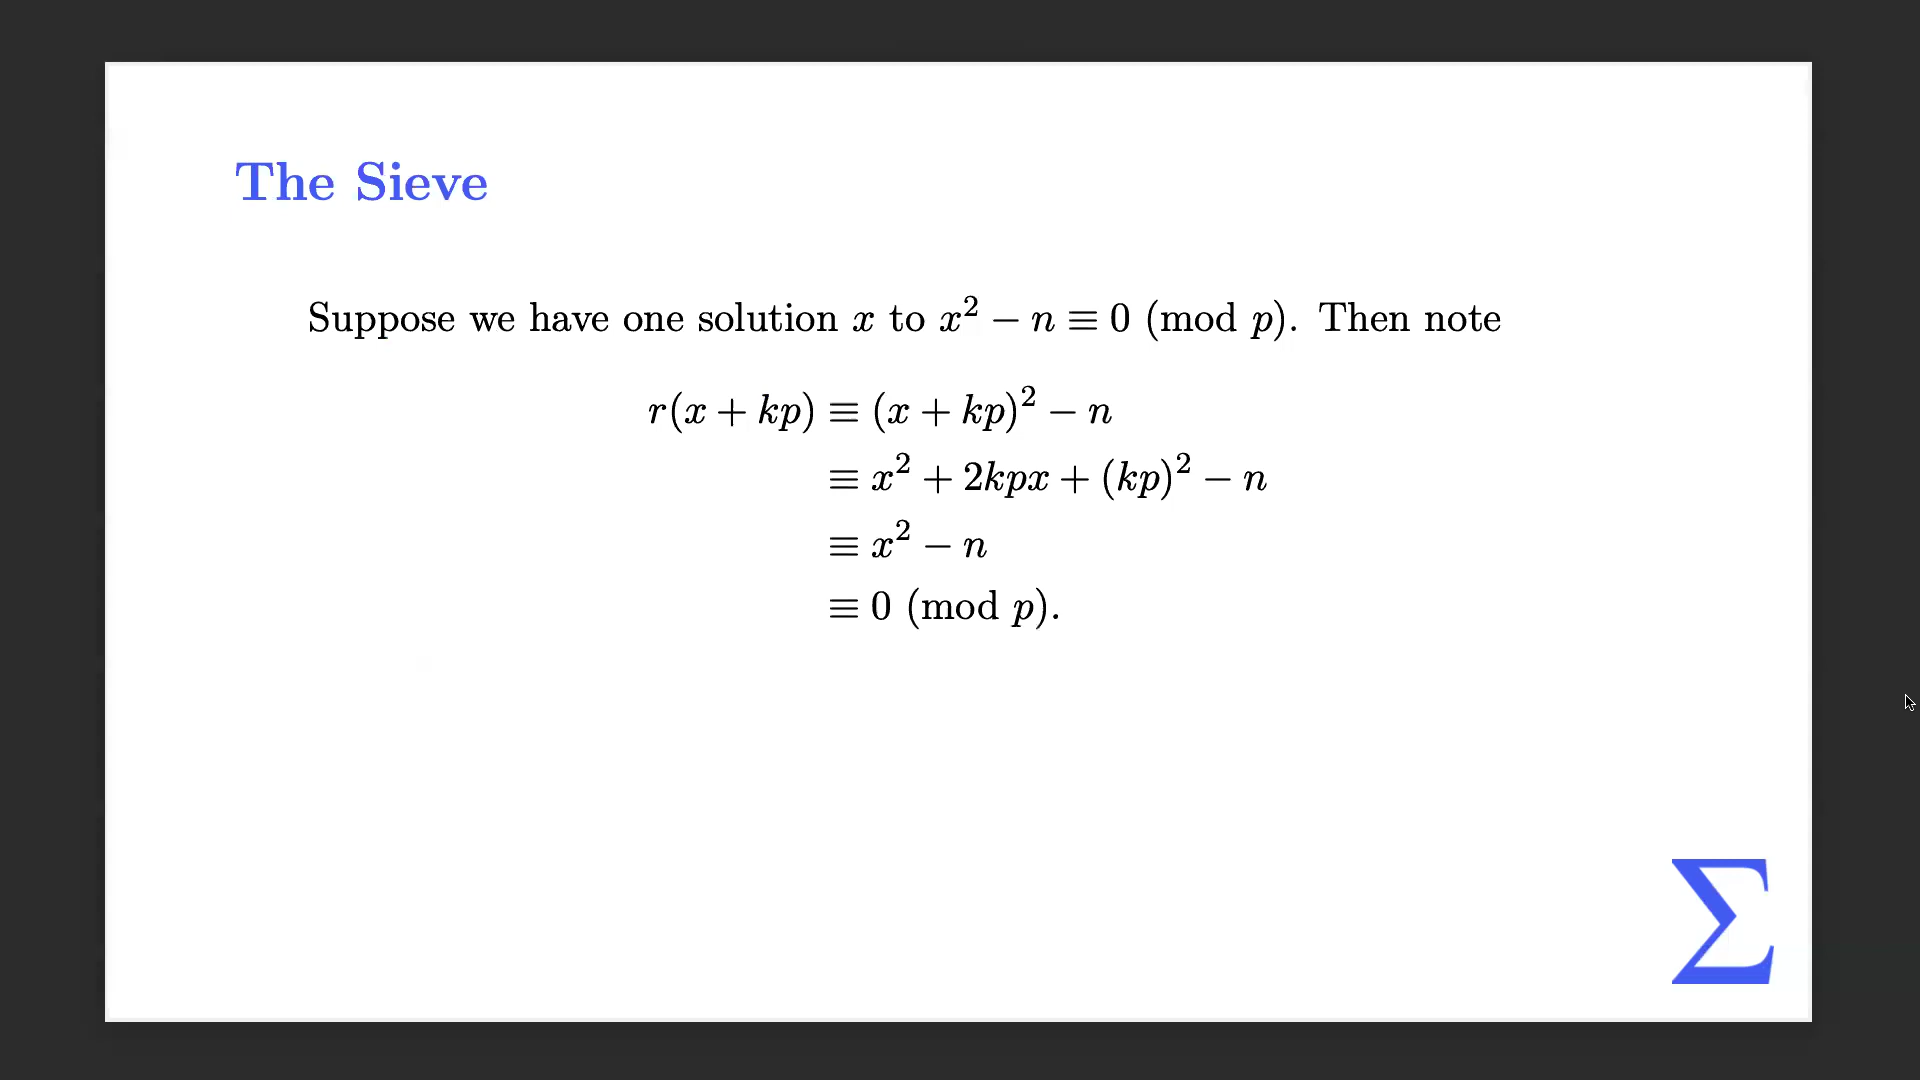 The Sieve
Suppose we have one solution x to x² − n ≡ 0 (mod p). Then note
r(x + kp) ≡ (x + kp)² − n
≡ x² + 2kpx + (kp)² − n
≡ x² − n
≡ 0 (mod p).
Σ